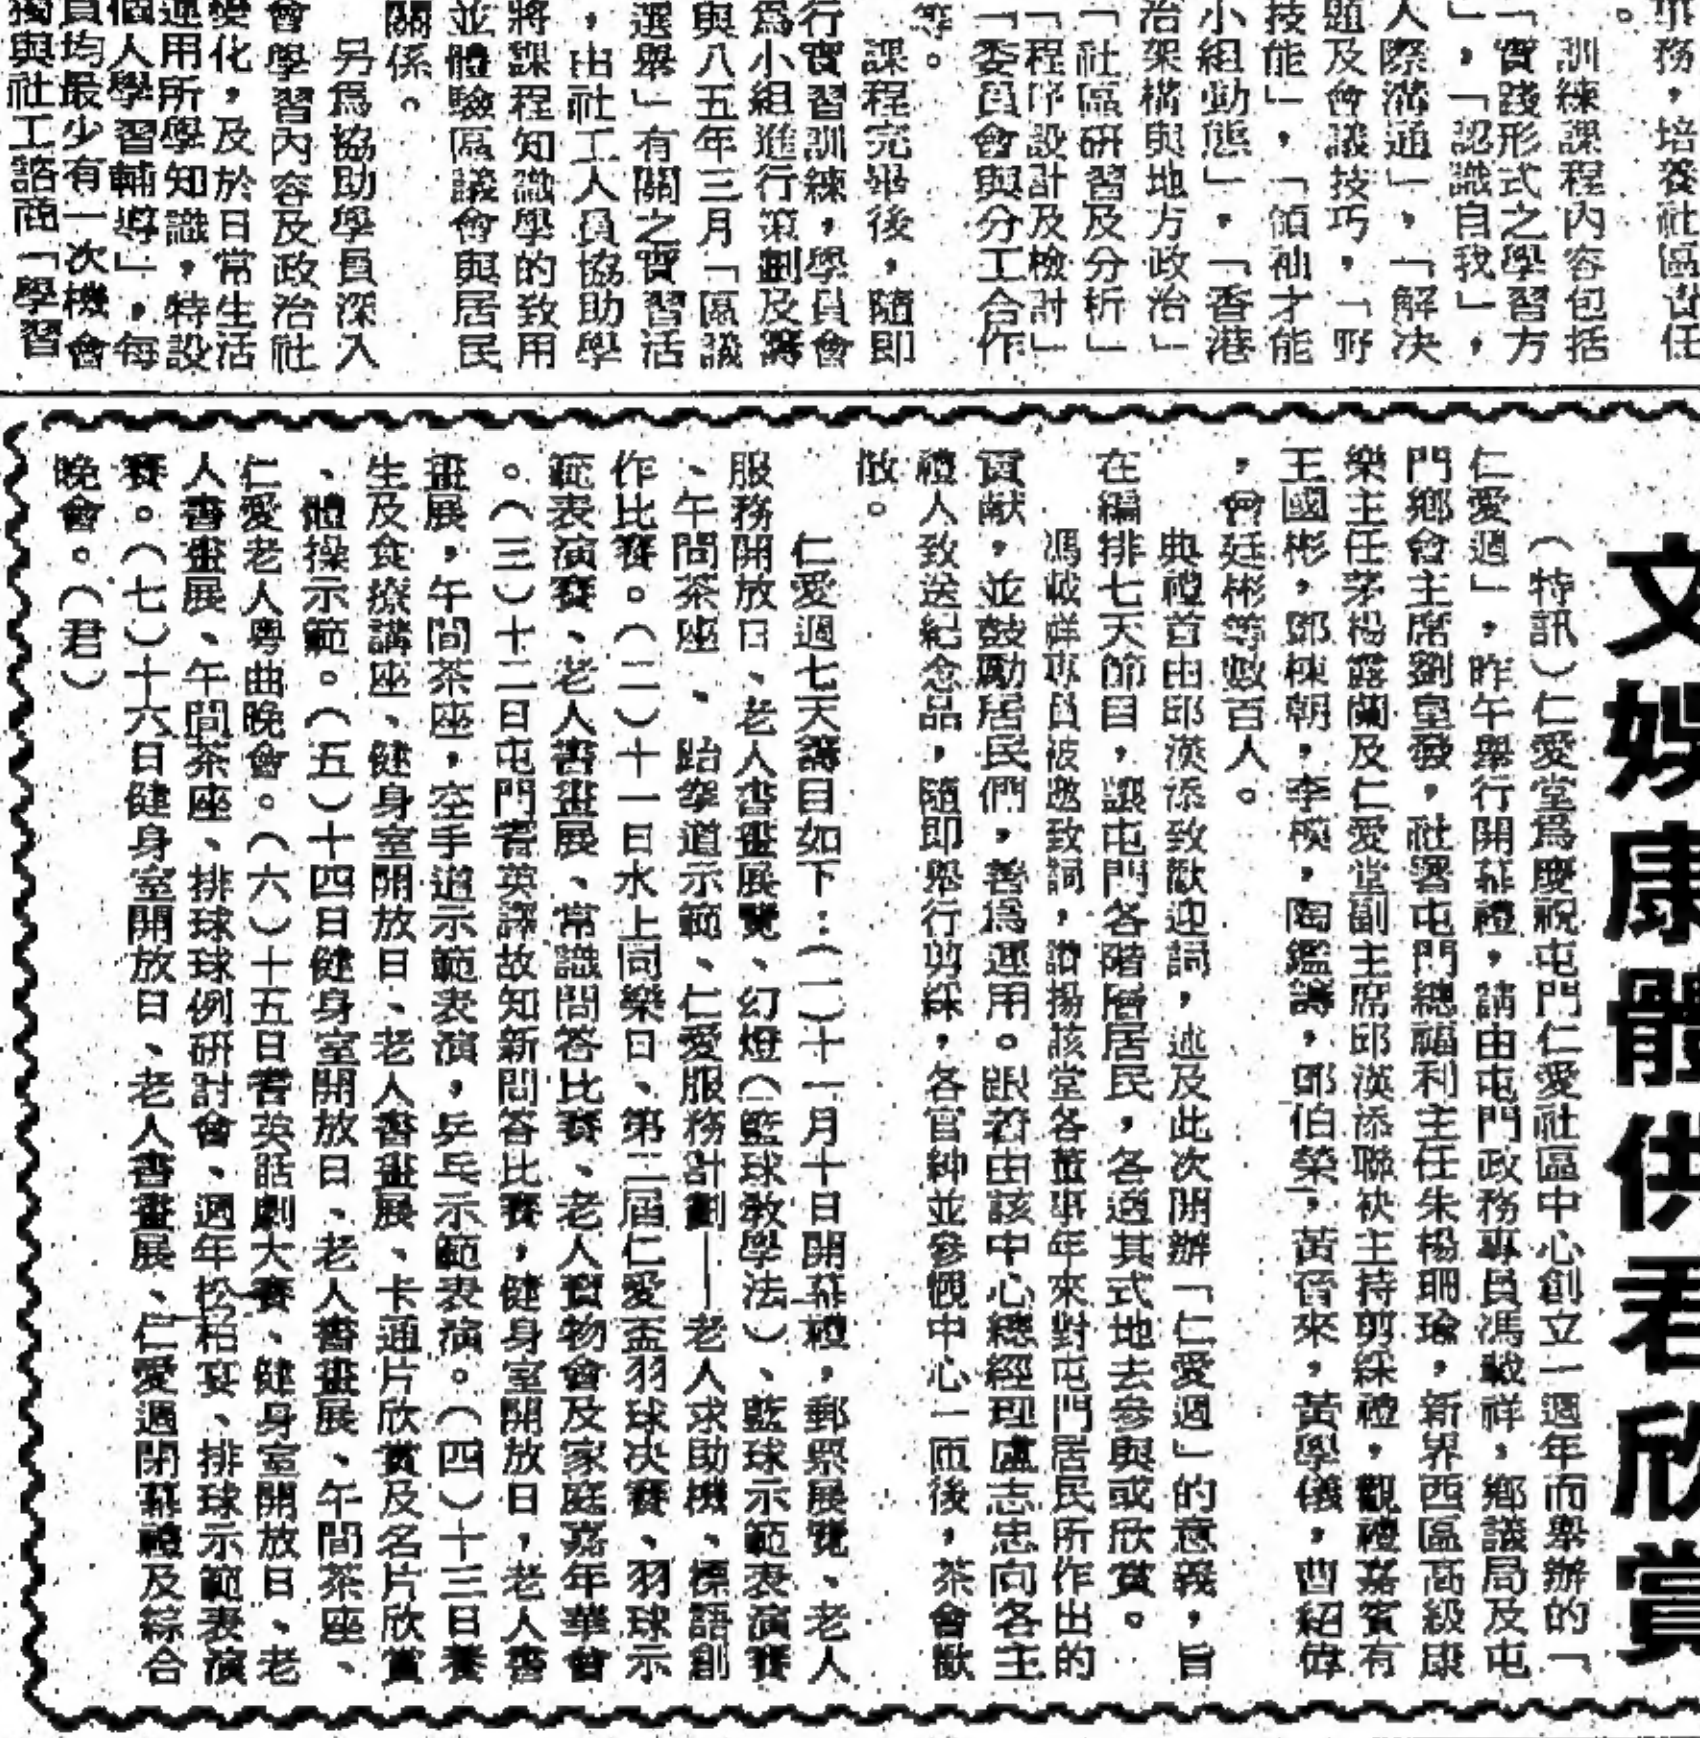 事務，培養社區責任
。
訓練課程內容包括
「實踐形式之學習方
」，「認識自我」，
人際溝通」，「解決
題及會議技巧，「野
技能」，「領袖才能
小組動態」，「香港
治架構與地方政治」
「社區研習及分析」
「程序設計及檢討」
「委員會與分工合作
等。
課程完畢後，隨即
行實習訓練，學員會
為小組進行策劃及籌
與八五年三月「區議
選舉」有關之實習活
，由社工人員協助學
將課程知識學的致用
並體驗區議會與居民
關係。
另為協助學員深入
會學習內容及政治社
變化，及於日常生活
運用所學知識，特設
個人學習輔導」，每
員均最少有一次機會
獨與社工諮商「學習
文娛康體供君欣賞
（特訊）仁愛堂為慶祝屯門仁愛社區中心創立一週年而舉辦的「
仁愛週」，昨午舉行開幕禮，請由屯門政務專員馮載祥，鄉議局及屯
門鄉會主席劉皇發，社署屯門總福利主任朱楊珊瑜，新界西區高級康
樂主任茅楊露蘭及仁愛堂副主席邱漢添聯袂主持剪綵禮，觀禮嘉賓有
王國彬，鄧棟朝，李模，陶鑑籌，邱伯榮，黃晉來，黃學儀，曹紹偉
，何廷彬等數百人。
典禮首由邱漢添致歡迎詞，述及此次開辦「仁愛週」的意義，旨
在編排七天節目，讓屯門各階層居民，各適其式地去參與或欣賞。
馮載祥專員被邀致詞，讚揚該堂各董事年來對屯門居民所作出的
貢献，並鼓勵居民們，善為運用。跟着由該中心總經理盧志忠向各主
禮人致送紀念品，隨即舉行剪綵，各官紳並參觀中心一匝後，茶會歡
敘。
仁愛週七天籌目如下：（一）十一月十日開幕禮，郵票展覽、老人
服務開放日、老人書畫展覽、幻燈（籃球教學法）、籃球示範表演賽
、午間茶座、跆拳道示範、仁愛服務計劃——老人求助機、標語創
作比賽。（二）十一日水上同樂日、第二屆仁愛盃羽球決賽、羽球示
範表演賽、老人書畫展、常識問答比賽、老人賣物會及家庭嘉年華會
。（三）十二日屯門耆英譯故知新問答比賽，健身室開放日，老人書
畫展，午間茶座，空手道示範表演，乒乓示範表演。（四）十三日養
生及食療講座、健身室開放日、老人書畫展、卡通片欣賞及名片欣賞
、體操示範。（五）十四日健身室開放日、老人書畫展、午間茶座、
仁愛老人粵曲晚會。（六）十五日耆英話劇大賽、健身室開放日、老
人書畫展、午間茶座、排球球例研討會、週年松柏宴、排球示範表演
賽。（七）十六日健身室開放日、老人書畫展、仁愛週閉幕禮及綜合
晚會。（君）